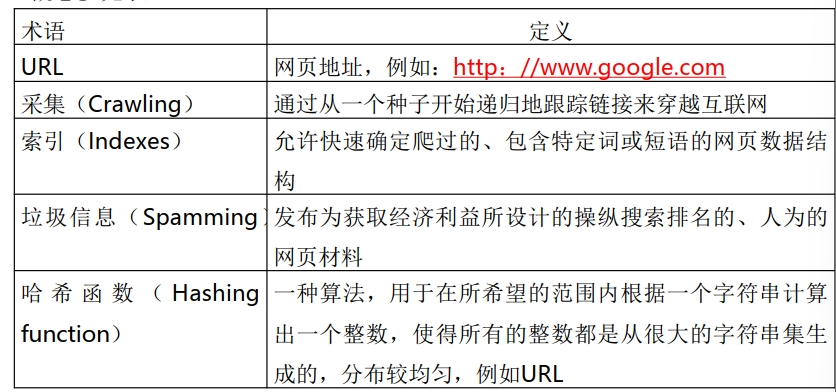 术语 定义
URL 网页地址，例如：http：//www.google.com
采集（Crawling） 通过从一个种子开始递归地跟踪链接来穿越互联网
索引（Indexes） 允许快速确定爬过的、包含特定词或短语的网页数据结
构
垃圾信息（Spamming） 发布为获取经济利益所设计的操纵搜索排名的、人为的
网页材料
哈希函数（Hashing 一种算法，用于在所希望的范围内根据一个字符串计算
function） 出一个整数，使得所有的整数都是从很大的字符串集生
成的，分布较均匀，例如URL